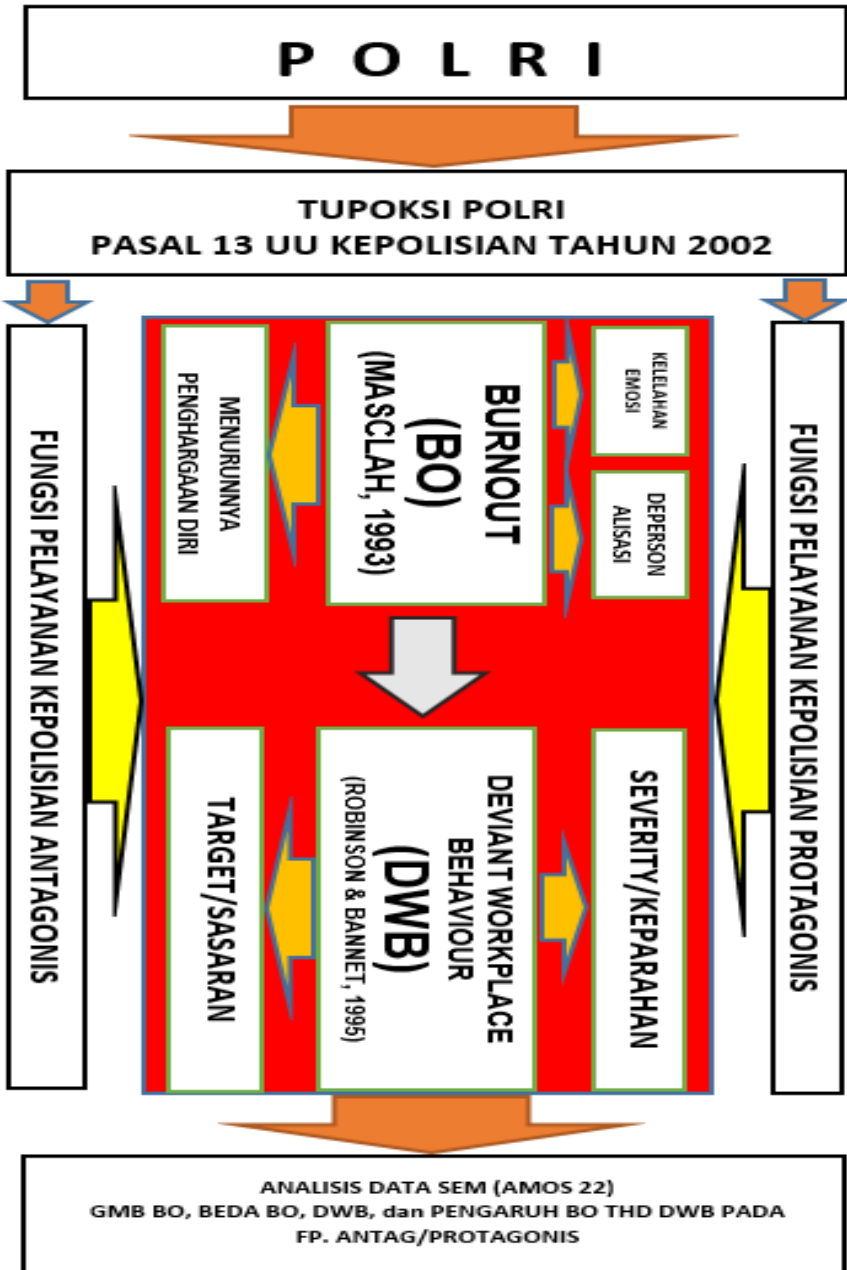 P O L R I
TUPOKSI POLRI
PASAL 13 UU KEPOLISIAN TAHUN 2002
FUNGSI PELAYANAN KEPOLISIAN ANTAGONIS
MENURUNNYA
PENGHARGAAN DIRI
BURNOUT
(BO)
(MASCLAH, 1993)
KELELAHAN
EMOSI
DEPERSON
ALISASI
FUNGSI PELAYANAN KEPOLISIAN PROTAGONIS
TARGET/SASARAN
DEVIANT WORKPLACE
BEHAVIOUR
(DWB)
(ROBINSON & BANNET, 1995)
SEVERITY/KEPARAHAN
ANALISIS DATA SEM (AMOS 22)
GMB BO, BEDA BO, DWB, dan PENGARUH BO THD DWB PADA
FP. ANTAG/PROTAGONIS